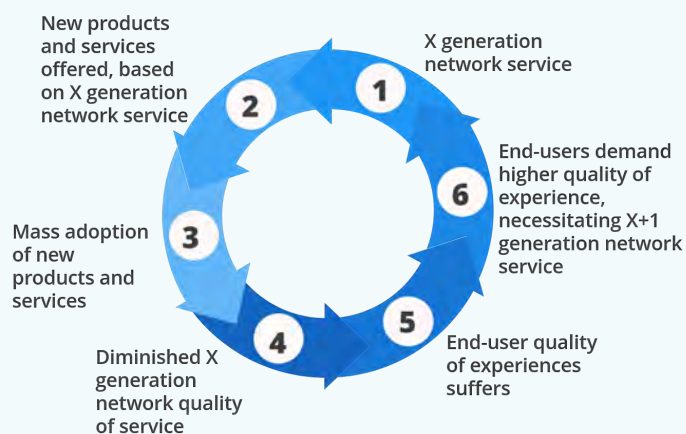 1
X generation
network service
2
New products
and services
offered, based
on X generation
network service
3
Mass adoption
of new
products and
services
4
Diminished X
generation
network quality
of service
5
End-user quality
of experiences
suffers
6
End-users demand
higher quality of
experience,
necessitating X+1
generation network
service